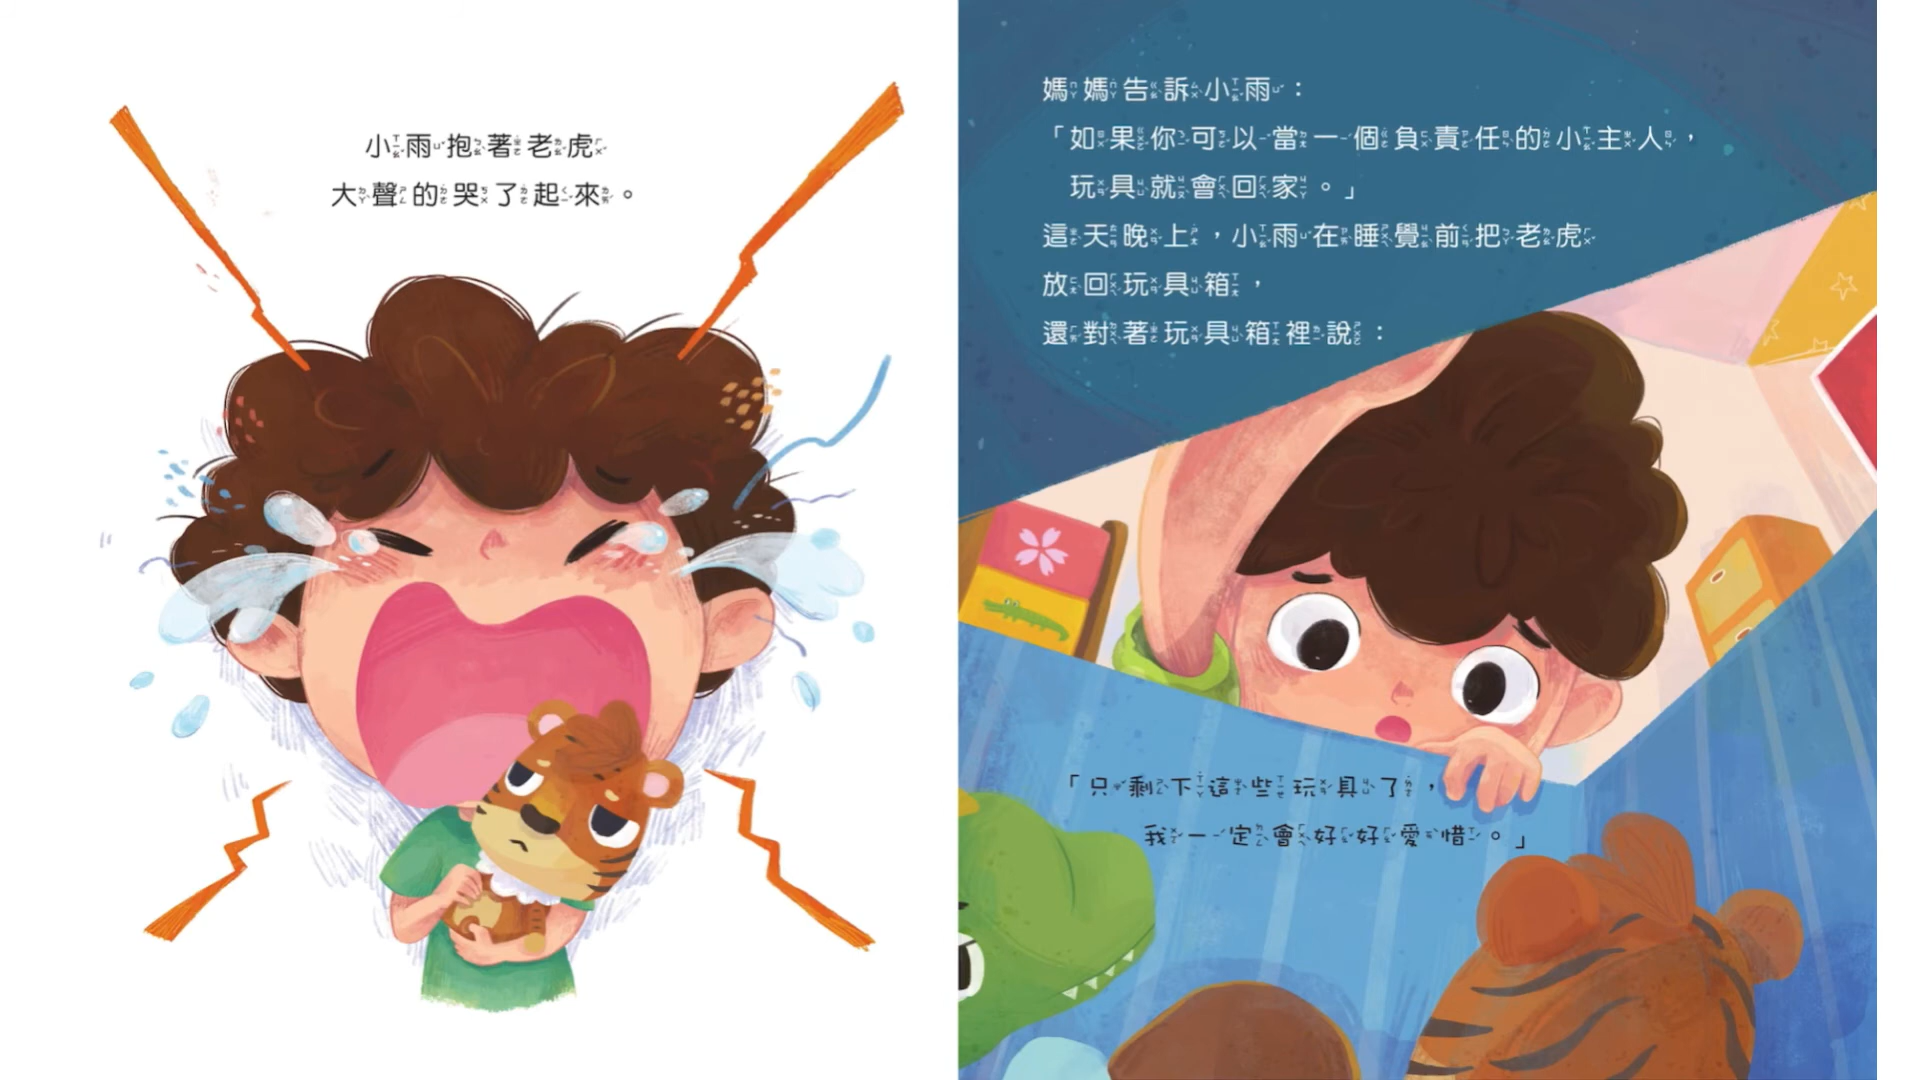 小雨抱著老虎
大聲的哭了起來。
媽媽告訴小雨：
「如果你可以當一個負責任的小主人，
玩具就會回家。」
這天晚上，小雨在睡覺前把老虎
放回玩具箱，
還對著玩具箱裡說：
「只剩下這些玩具了，
我一定會好好愛惜。」